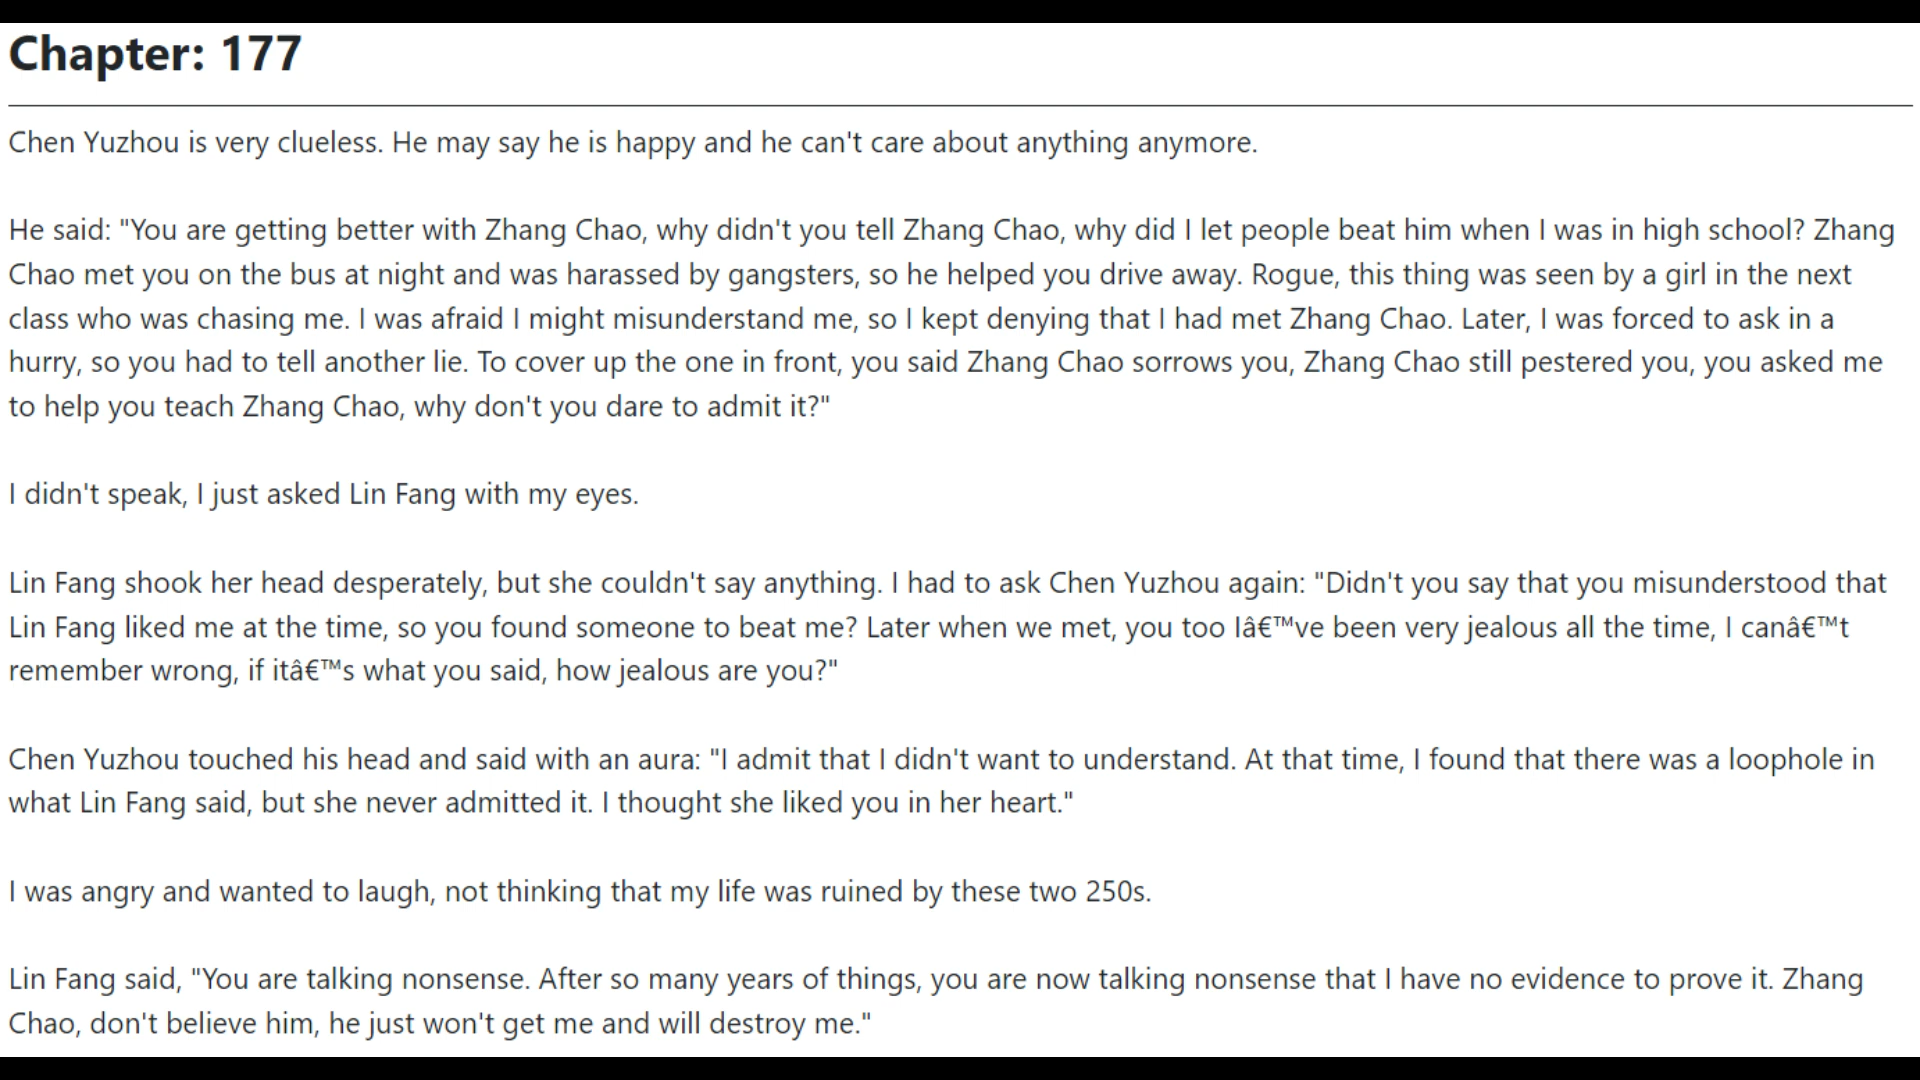 Chapter: 177
Chen Yuzhou is very clueless. He may say he is happy and he can't care about anything anymore.
He said: "You are getting better with Zhang Chao, why didn't you tell Zhang Chao, why did I let people beat him when I was in high school? Zhang
Chao met you on the bus at night and was harassed by gangsters, so he helped you drive away. Rogue, this thing was seen by a girl in the next
class who was chasing me. I was afraid I might misunderstand me, so I kept denying that I had met Zhang Chao. Later, I was forced to ask in a
hurry, so you had to tell another lie. To cover up the one in front, you said Zhang Chao sorrows you, Zhang Chao still pestered you, you asked me
to help you teach Zhang Chao, why don't you dare to admit it?"
I didn't speak, I just asked Lin Fang with my eyes.
Lin Fang shook her head desperately, but she couldn't say anything. I had to ask Chen Yuzhou again: "Didn't you say that you misunderstood that
Lin Fang liked me at the time, so you found someone to beat me? Later when we met, you too Iâ€™ve been very jealous all the time, I canâ€™t
remember wrong, if itâ€™s what you said, how jealous are you?"
Chen Yuzhou touched his head and said with an aura: "I admit that I didn't want to understand. At that time, I found that there was a loophole in
what Lin Fang said, but she never admitted it. I thought she liked you in her heart."
I was angry and wanted to laugh, not thinking that my life was ruined by these two 250s.
Lin Fang said, "You are talking nonsense. After so many years of things, you are now talking nonsense that I have no evidence to prove it. Zhang
Chao, don't believe him, he just won't get me and will destroy me."